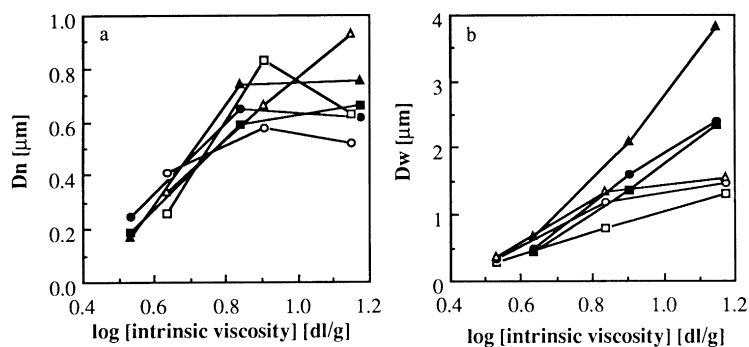 a
1.0
0.8
0.6
0.4
0.2
0.0
Dn [μm]
0.4 0.6 0.8 1.0 1.2
log [intrinsic viscosity] [dl/g]
b
4
3
2
1
0
Dw [μm]
0.4 0.6 0.8 1.0 1.2
log [intrinsic viscosity] [dl/g]